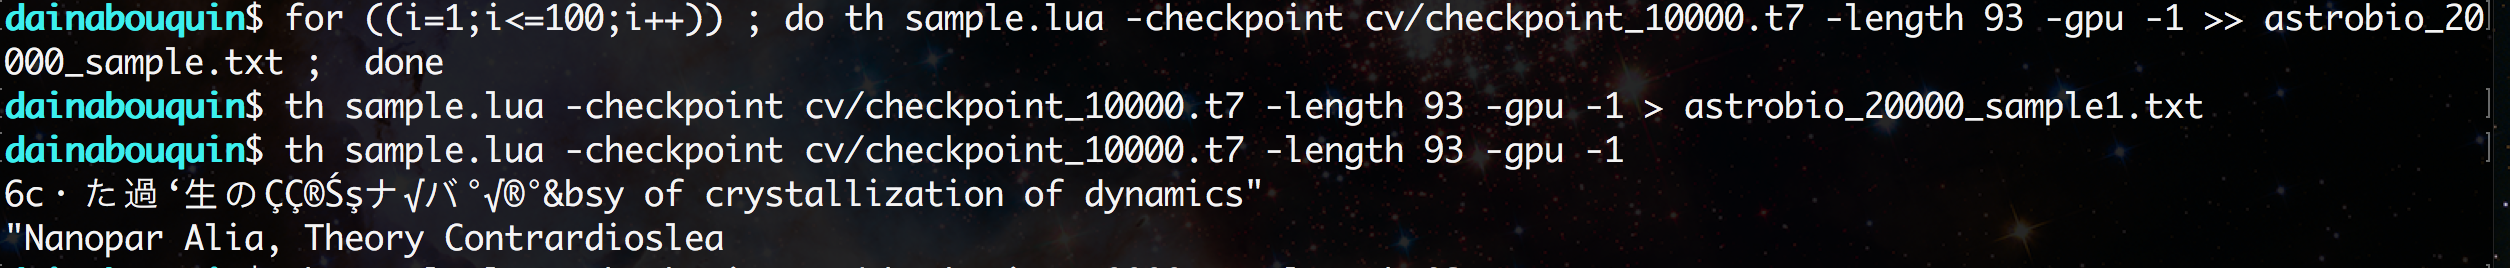 dainabouquin$ for ((i=1;i<=100;i++)) ; do th sample.lua -checkpoint cv/checkpoint_10000.t7 -length 93 -gpu -1 >> astrobio_20
000_sample.txt ;  done
dainabouquin$ th sample.lua -checkpoint cv/checkpoint_10000.t7 -length 93 -gpu -1 > astrobio_20000_sample1.txt
dainabouquin$ th sample.lua -checkpoint cv/checkpoint_10000.t7 -length 93 -gpu -1
6c・た過‘生のÇÇ®Śşナ√バ°√®°&bsy of crystallization of dynamics"
"Nanopar Alia, Theory Contrardioslea